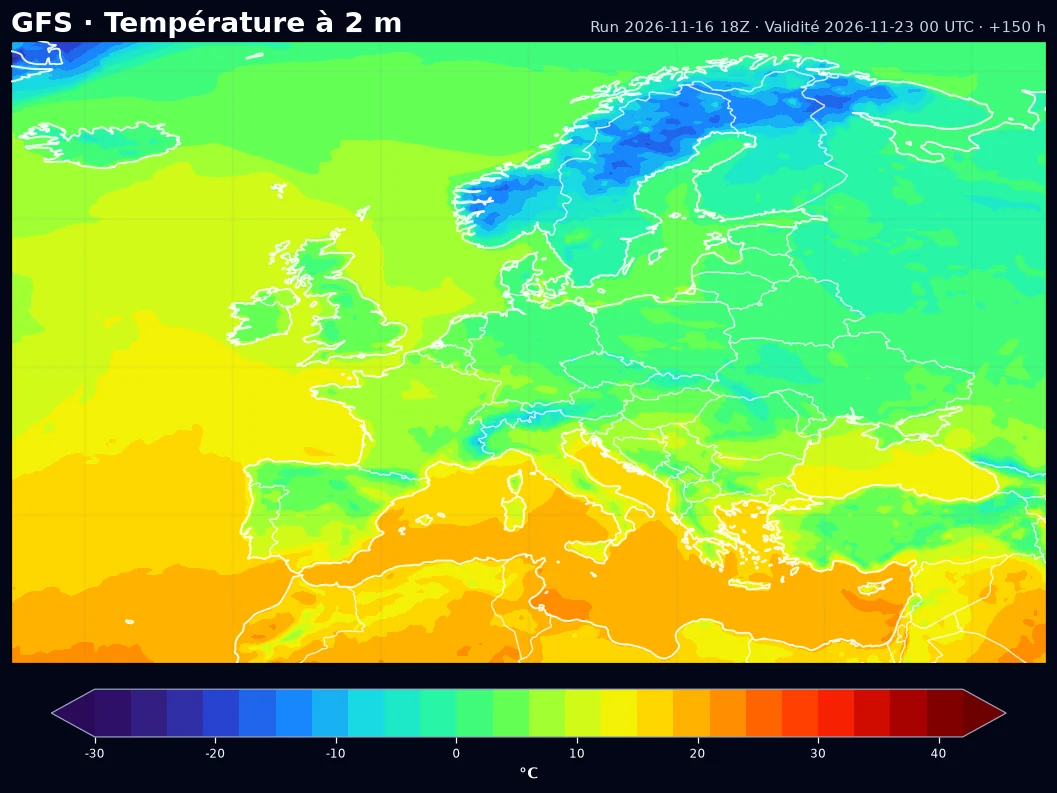 GFS · Température à 2 m
Run 2026-11-16 18Z · Validité 2026-11-23 00 UTC · +150 h
-30 -20 -10 0 10 20 30 40
°C